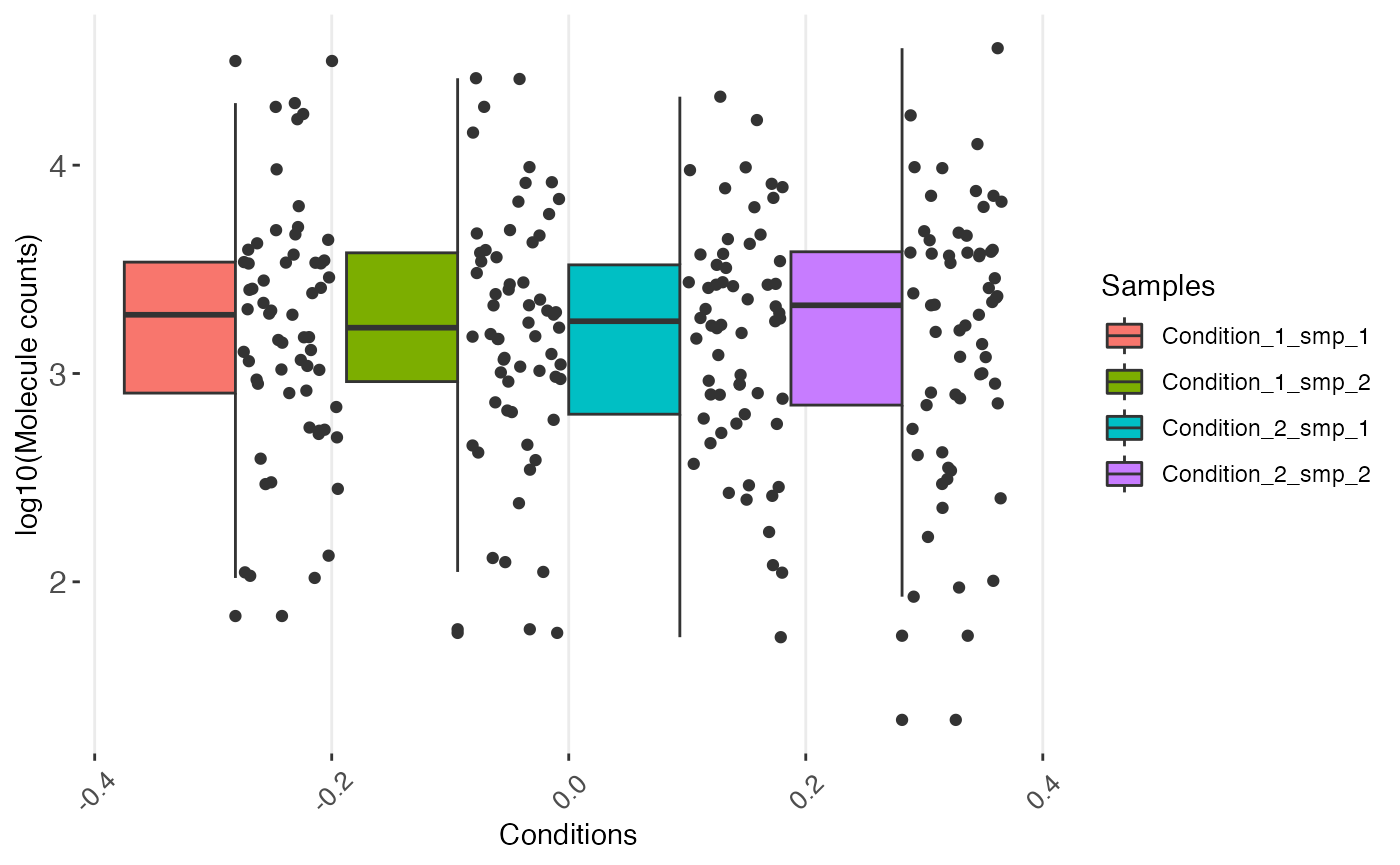 log10(Molecule counts)
4
3
2
-0.4
-0.2
0.0
0.2
0.4
Conditions
Samples
Condition_1_smp_1
Condition_1_smp_2
Condition_2_smp_1
Condition_2_smp_2